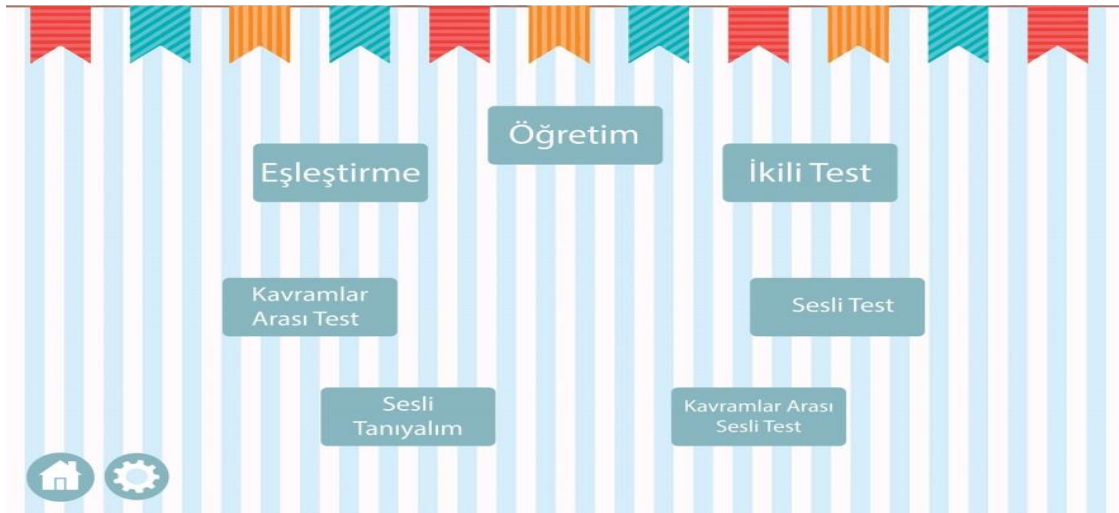 Öğretim
Eşleştirme
İkili Test
Kavramlar
Arası Test
Sesli Test
Sesli
Tanıyalım
Kavramlar Arası
Sesli Test